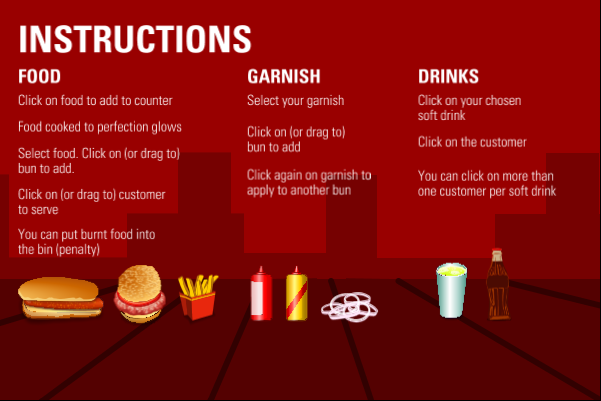 INSTRUCTIONS
FOOD
Click on food to add to counter
Food cooked to perfection glows
Select food. Click on (or drag to)
bun to add.
Click on (or drag to) customer
to serve
You can put burnt food into
the bin (penalty)
GARNISH
Select your garnish
Click on (or drag to)
bun to add
Click again on garnish to
apply to another bun
DRINKS
Click on your chosen
soft drink
Click on the customer
You can click on more than
one customer per soft drink